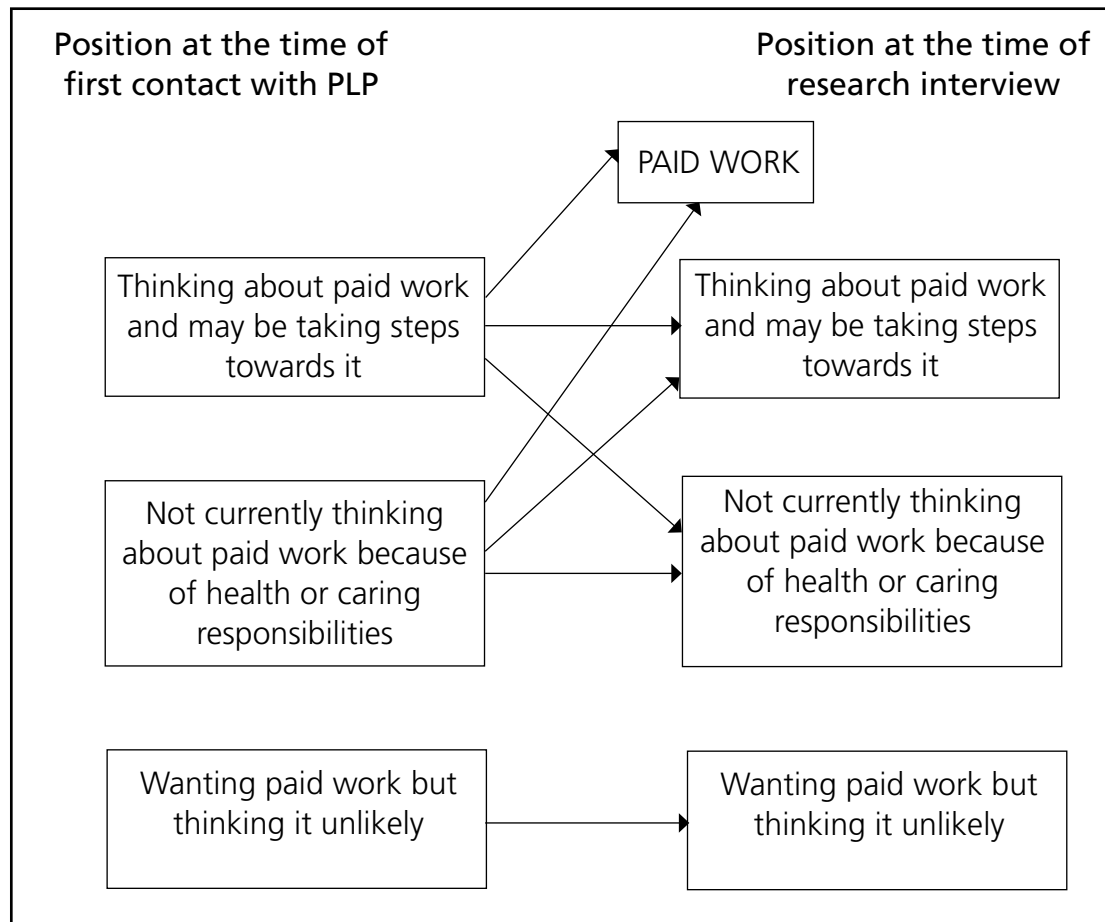 Position at the time of
first contact with PLP
Position at the time of
research interview
PAID WORK
Thinking about paid work
and may be taking steps
towards it
Thinking about paid work
and may be taking steps
towards it
Not currently thinking
about paid work because
of health or caring
responsibilities
Not currently thinking
about paid work because
of health or caring
responsibilities
Wanting paid work but
thinking it unlikely
Wanting paid work but
thinking it unlikely